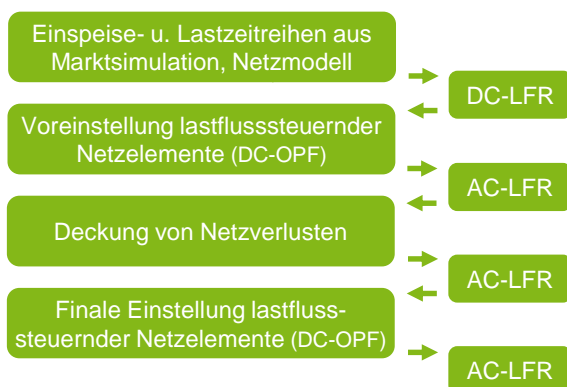 Einspeise- u. Lastzeitreihen aus
Marktsimulation, Netzmodell
DC-LFR
Voreinstellung lastflusssteuernder
Netzelemente (DC-OPF)
AC-LFR
Deckung von Netzverlusten
AC-LFR
Finale Einstellung lastfluss-
steuernder Netzelemente (DC-OPF)
AC-LFR